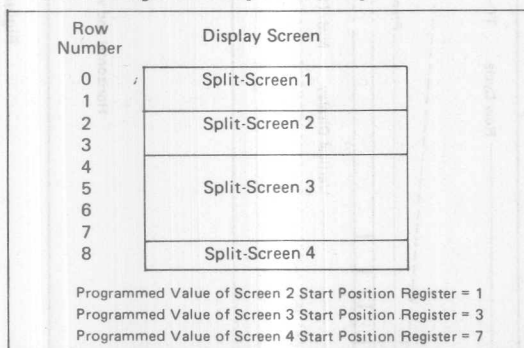 Row
Number
Display Screen
0
Split-Screen 1
1
2
Split-Screen 2
3
4
5
Split-Screen 3
6
7
8
Split-Screen 4
Programmed Value of Screen 2 Start Position Register = 1
Programmed Value of Screen 3 Start Position Register = 3
Programmed Value of Screen 4 Start Position Register = 7